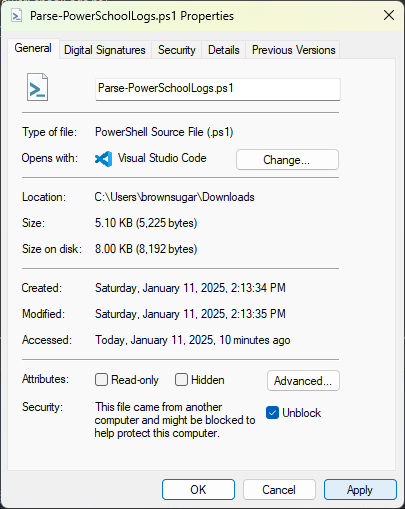 Parse-PowerSchoolLogs.ps1 Properties
General Digital Signatures Security Details Previous Versions
Parse-PowerSchoolLogs.ps1
Type of file: PowerShell Source File (.ps1)
Opens with: Visual Studio Code Change...
Location: C:\Users\brownsugar\Downloads
Size: 5.10 KB (5,225 bytes)
Size on disk: 8.00 KB (8,192 bytes)
Created: Saturday, January 11, 2025, 2:13:34 PM
Modified: Saturday, January 11, 2025, 2:13:35 PM
Accessed: Today, January 11, 2025, 10 minutes ago
Attributes: Read-only Hidden Advanced...
Security: This file came from another
computer and might be blocked to
help protect this computer.
Unblock
OK Cancel Apply